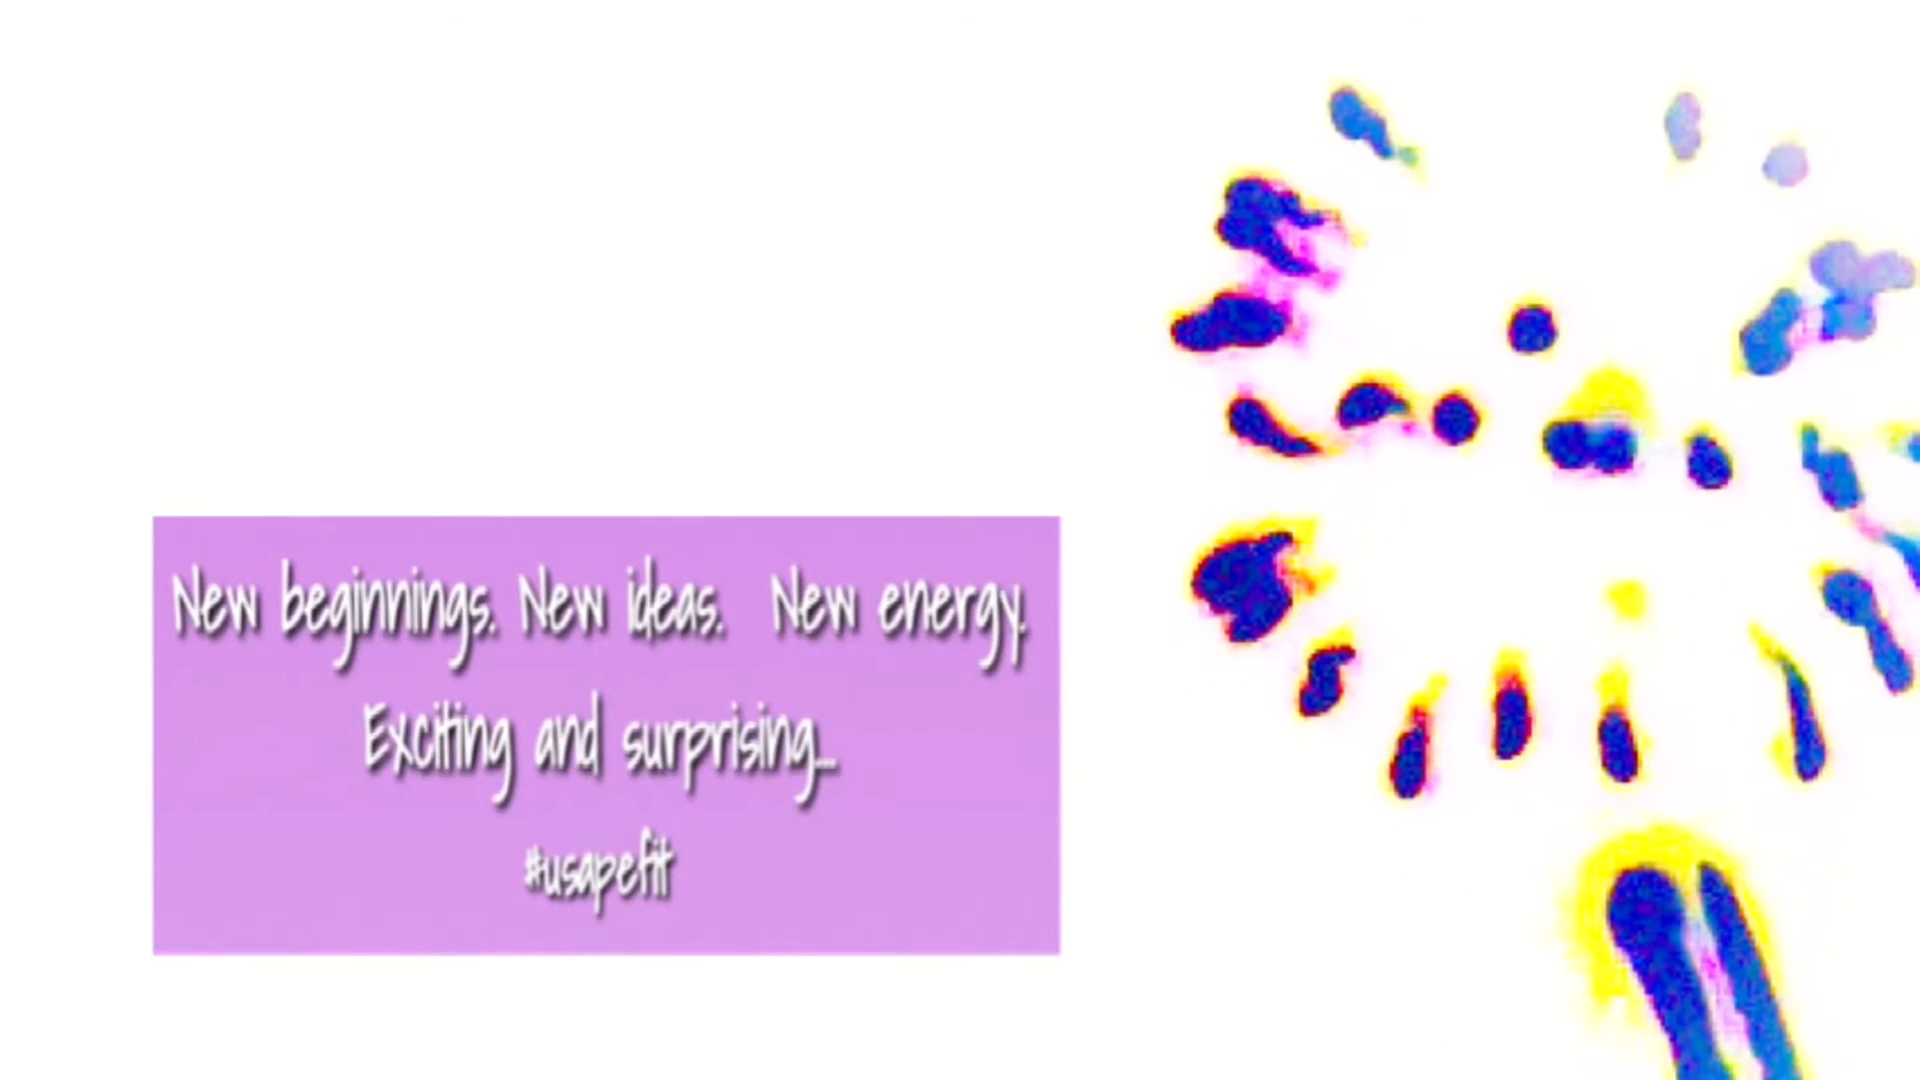 New beginnings. New ideas. New energy.
Exciting and surprising...
#usapefit